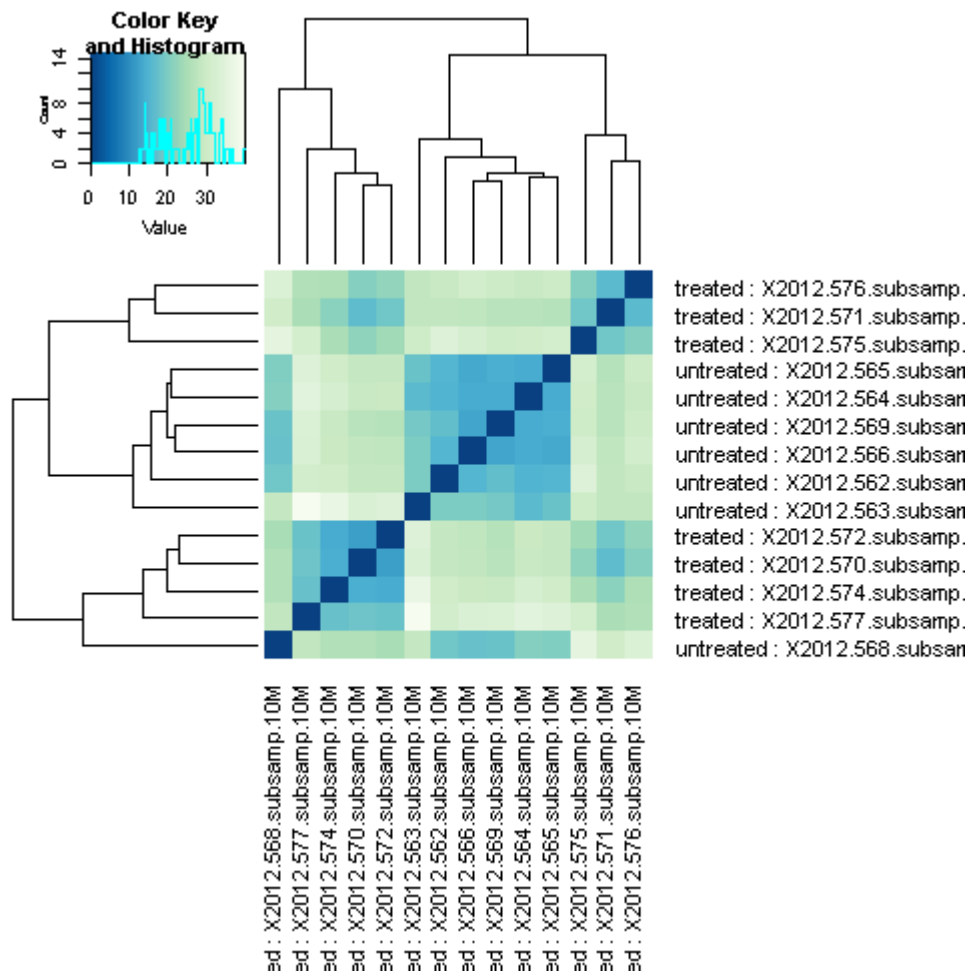 Color Key
and Histogram
Count
0 4 8 14
0 10 20 30
Value
treated : X2012.576.subsamp.
treated : X2012.571.subsamp.
treated : X2012.575.subsamp.
untreated : X2012.565.subsam
untreated : X2012.564.subsam
untreated : X2012.569.subsam
untreated : X2012.566.subsam
untreated : X2012.562.subsam
untreated : X2012.563.subsam
treated : X2012.572.subsamp.
treated : X2012.570.subsamp.
treated : X2012.574.subsamp.
treated : X2012.577.subsamp.
untreated : X2012.568.subsam
ed : X2012.568.subsamp.10M
ed : X2012.577.subsamp.10M
ed : X2012.574.subsamp.10M
ed : X2012.570.subsamp.10M
ed : X2012.572.subsamp.10M
ed : X2012.563.subsamp.10M
ed : X2012.562.subsamp.10M
ed : X2012.566.subsamp.10M
ed : X2012.569.subsamp.10M
ed : X2012.564.subsamp.10M
ed : X2012.565.subsamp.10M
ed : X2012.575.subsamp.10M
ed : X2012.571.subsamp.10M
ed : X2012.576.subsamp.10M